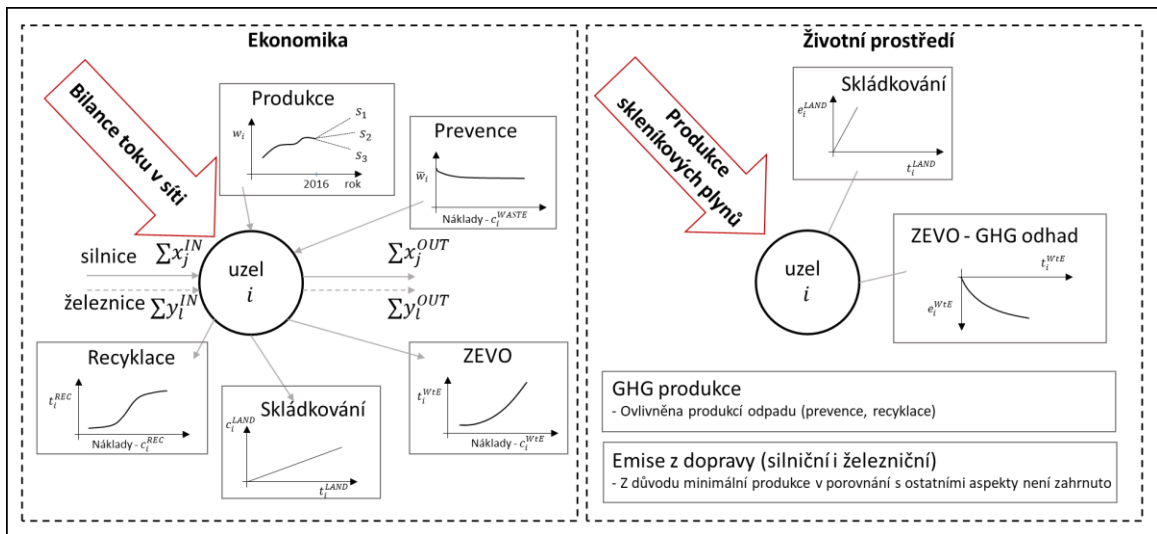 Ekonomika
Bilance toku v síti
Produkce
w_i
S_1
S_2
S_3
2016 rok
Prevence
w̅_i
Náklady - c_i^{WASTE}
silnice ∑x_j^{IN}
železnice ∑y_i^{IN}
uzel
i
∑x_j^{OUT}
∑y_i^{OUT}
Recyklace
t_i^{REC}
Náklady - c_i^{REC}
Skládkování
c_i^{LAND}
t_i^{LAND}
ZEVO
t_i^{WtE}
Náklady - c_i^{WtE}
Životní prostředí
Produkce
skleníkových plynů
Skládkování
e_i^{LAND}
t_i^{LAND}
uzel
i
ZEVO - GHG odhad
t_i^{WtE}
e_i^{WtE}
GHG produkce
- Ovlivněna produkcí odpadu (prevence, recyklace)
Emise z dopravy (silniční i železniční)
- Z důvodu minimální produkce v porovnání s ostatními aspekty není zahrnuto